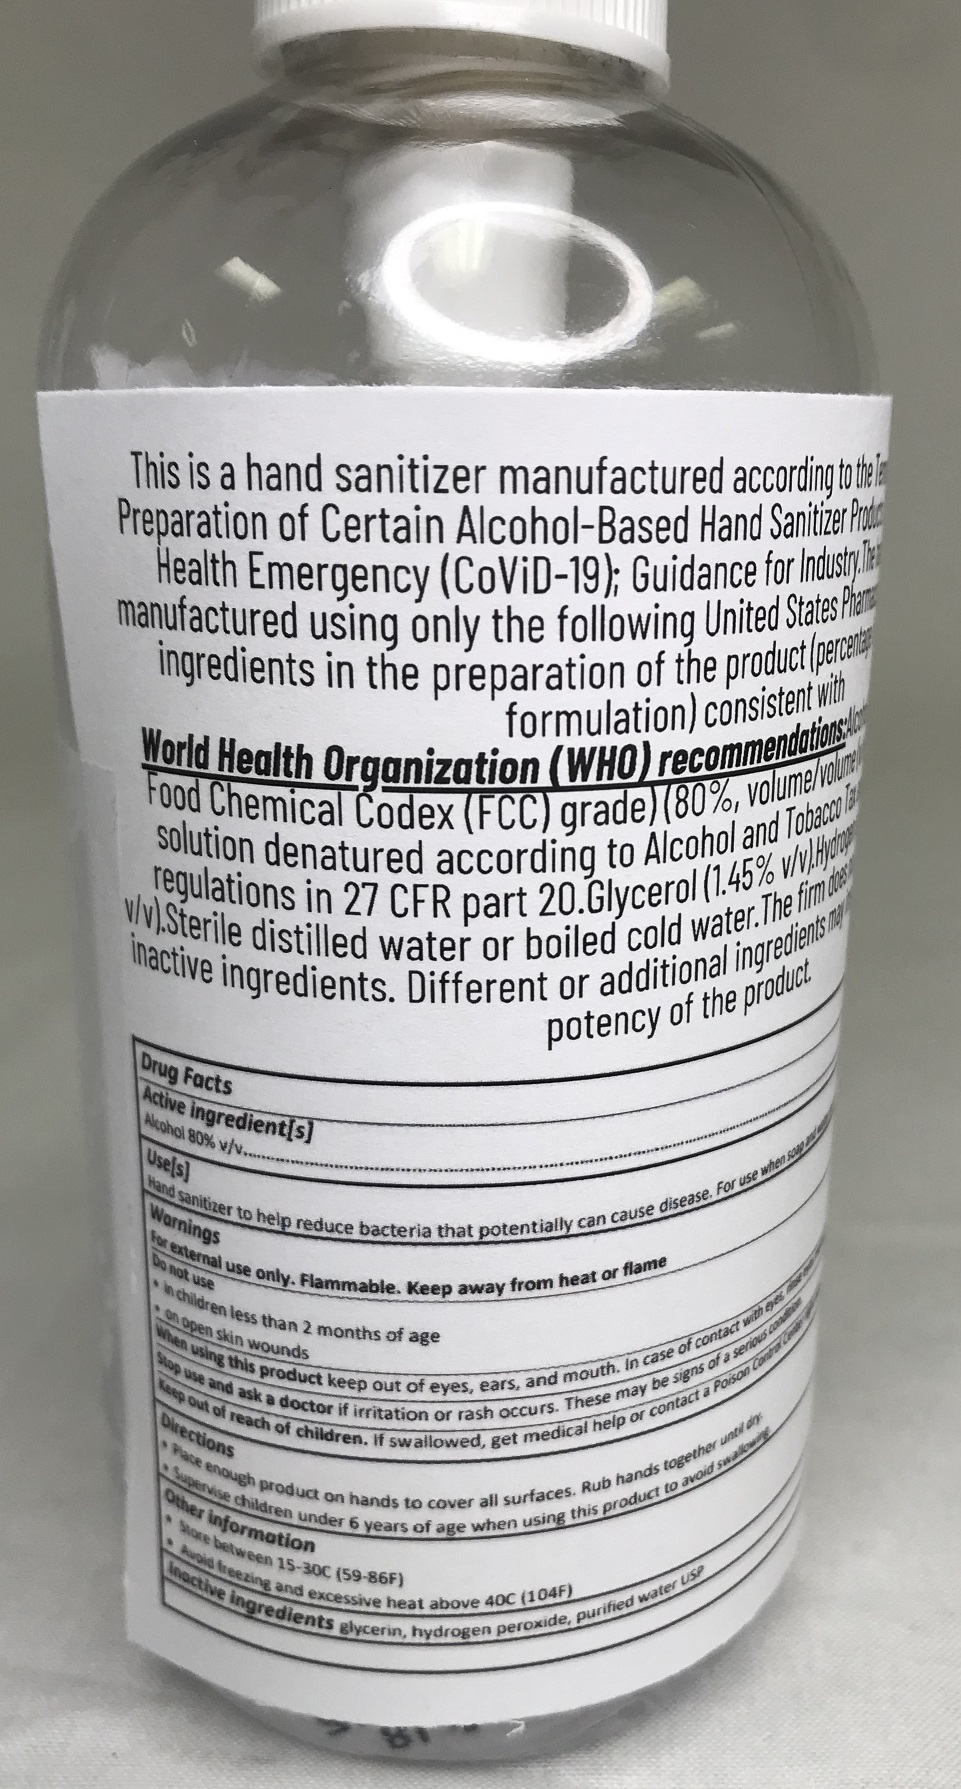 This is a hand sanitizer manufactured according to the
Preparation of Certain Alcohol-Based Hand Sanitizer
Health Emergency (CoViD-19); Guidance for Industry.The
manufactured using only the following United States
ingredients in the preparation of the product (percentage
formulation) consistent with
World Health Organization (WHO) recommendations:
Food Chemical Codex (FCC) grade) (80%, volume/volume
solution denatured according to Alcohol and Tobacco
regulations in 27 CFR part 20.Glycerol (1.45% v/v).Hydrogen
v/v).Sterile distilled water or boiled cold water.The firm does
inactive ingredients. Different or additional ingredients may
potency of the product.
Drug Facts
Active ingredient[s]
Alcohol 80% v/v
Use[s]
Hand sanitizer to help reduce bacteria that potentially can cause disease. For use when soap and
Warnings
For external use only. Flammable. Keep away from heat or flame
Do not use
• in children less than 2 months of age
• on open skin wounds
When using this product keep out of eyes, ears, and mouth. In case of contact with eyes, rinse
Stop use and ask a doctor if irritation or rash occurs. These may be signs of a serious condition.
Keep out of reach of children. If swallowed, get medical help or contact a Poison Control Center
Directions
• Place enough product on hands to cover all surfaces. Rub hands together until dry.
• Supervise children under 6 years of age when using this product to avoid swallowing.
Other information
• Store between 15-30C (59-86F)
• Avoid freezing and excessive heat above 40C (104F)
Inactive ingredients glycerin, hydrogen peroxide, purified water USP